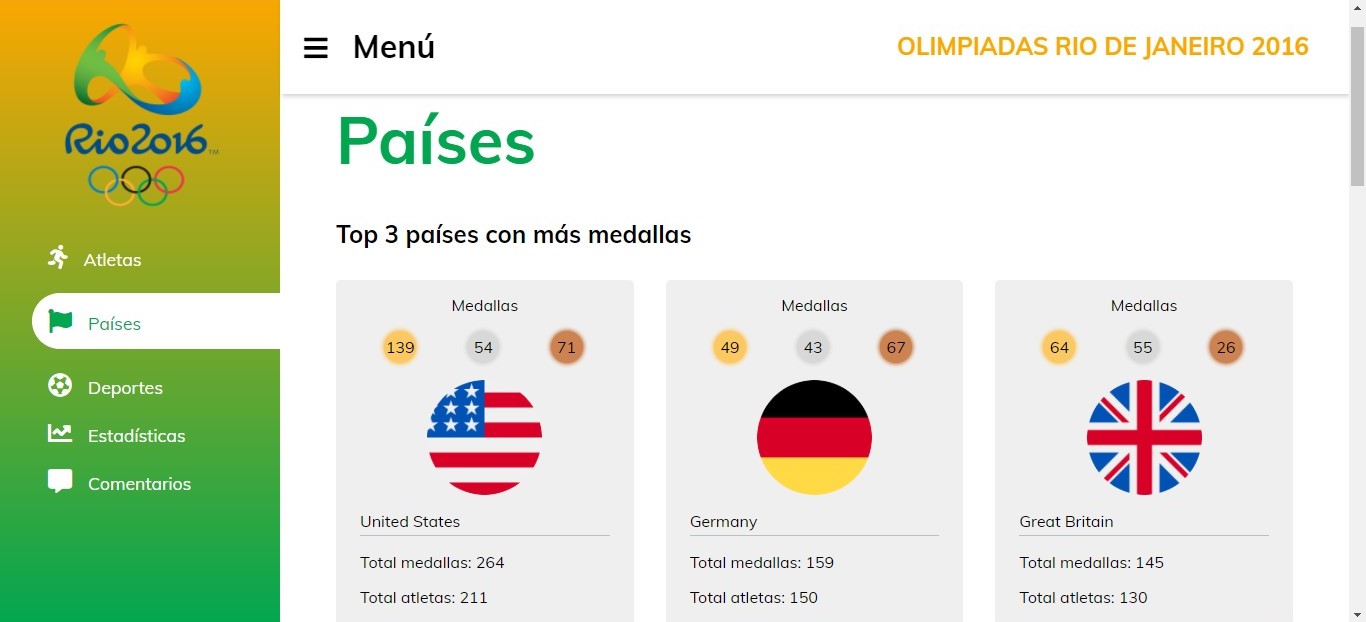 Rio2016™
Atletas
Países
Deportes
Estadísticas
Comentarios
Menú
OLIMPIADAS RIO DE JANEIRO 2016
Países
Top 3 países con más medallas
Medallas
139 54 71
United States
Total medallas: 264
Total atletas: 211
Medallas
49 43 67
Germany
Total medallas: 159
Total atletas: 150
Medallas
64 55 26
Great Britain
Total medallas: 145
Total atletas: 130